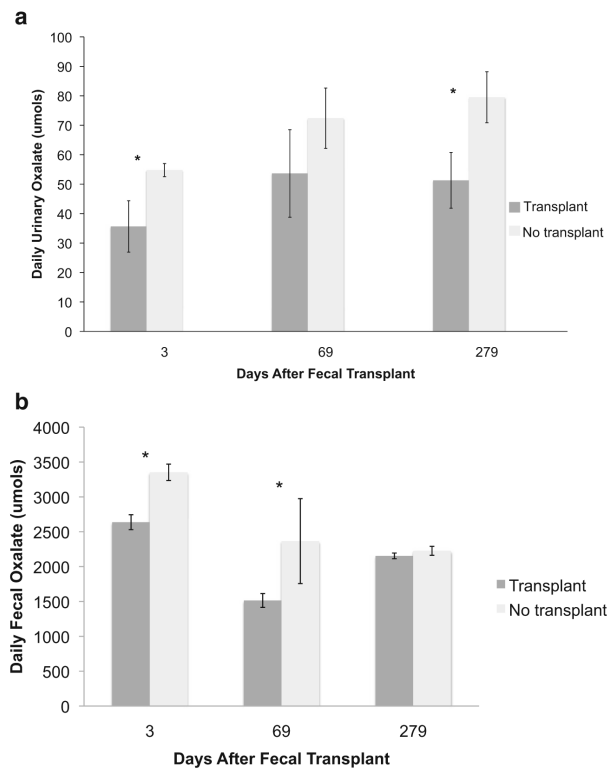 a
Daily Urinary Oxalate (umols)
100
90
80
70
60
50
40
30
20
10
0
*
*
Transplant
No transplant
3 69 279
Days After Fecal Transplant
b
Daily Fecal Oxalate (umols)
4000
3500
3000
2500
2000
1500
1000
500
0
*
*
Transplant
No transplant
3 69 279
Days After Fecal Transplant